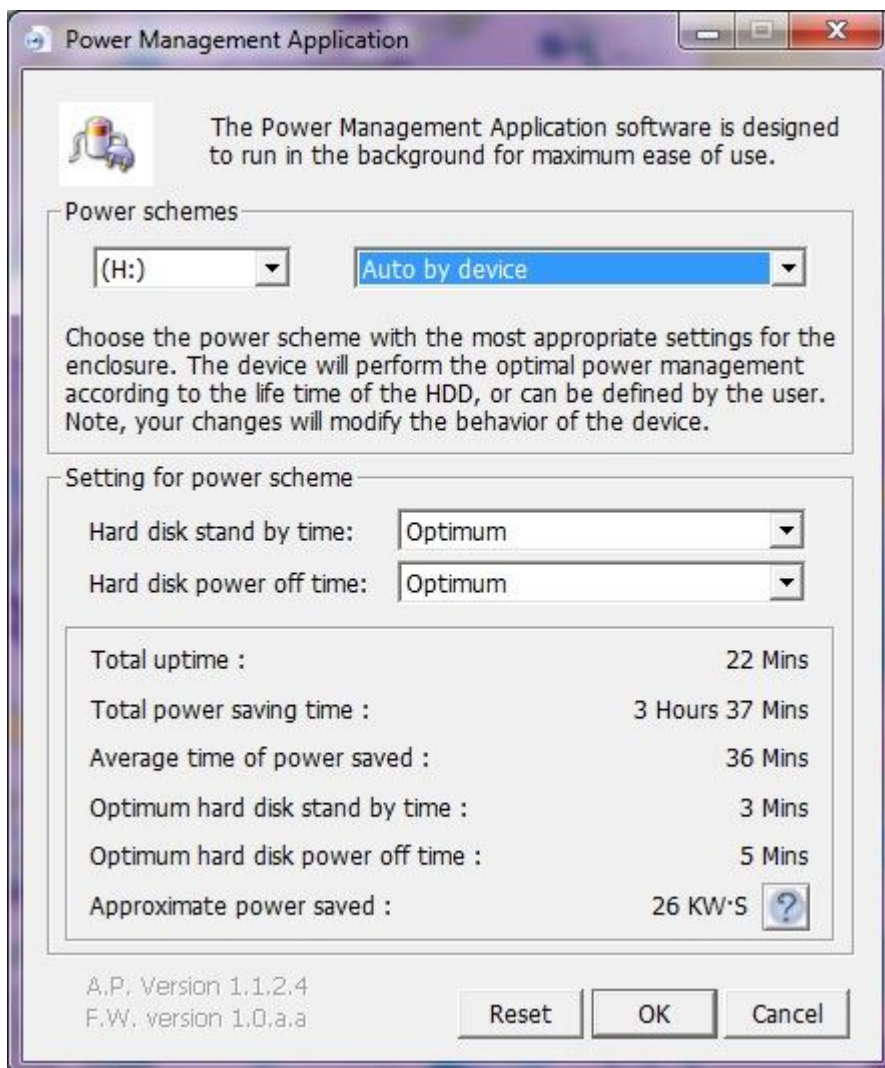 Power Management Application
The Power Management Application software is designed
to run in the background for maximum ease of use.
Power schemes
(H:)
Auto by device
Choose the power scheme with the most appropriate settings for the
enclosure. The device will perform the optimal power management
according to the life time of the HDD, or can be defined by the user.
Note, your changes will modify the behavior of the device.
Setting for power scheme
Hard disk stand by time: Optimum
Hard disk power off time: Optimum
Total uptime : 22 Mins
Total power saving time : 3 Hours 37 Mins
Average time of power saved : 36 Mins
Optimum hard disk stand by time : 3 Mins
Optimum hard disk power off time : 5 Mins
Approximate power saved : 26 KW·S ?
A.P. Version 1.1.2.4
F.W. version 1.0.a.a
Reset OK Cancel